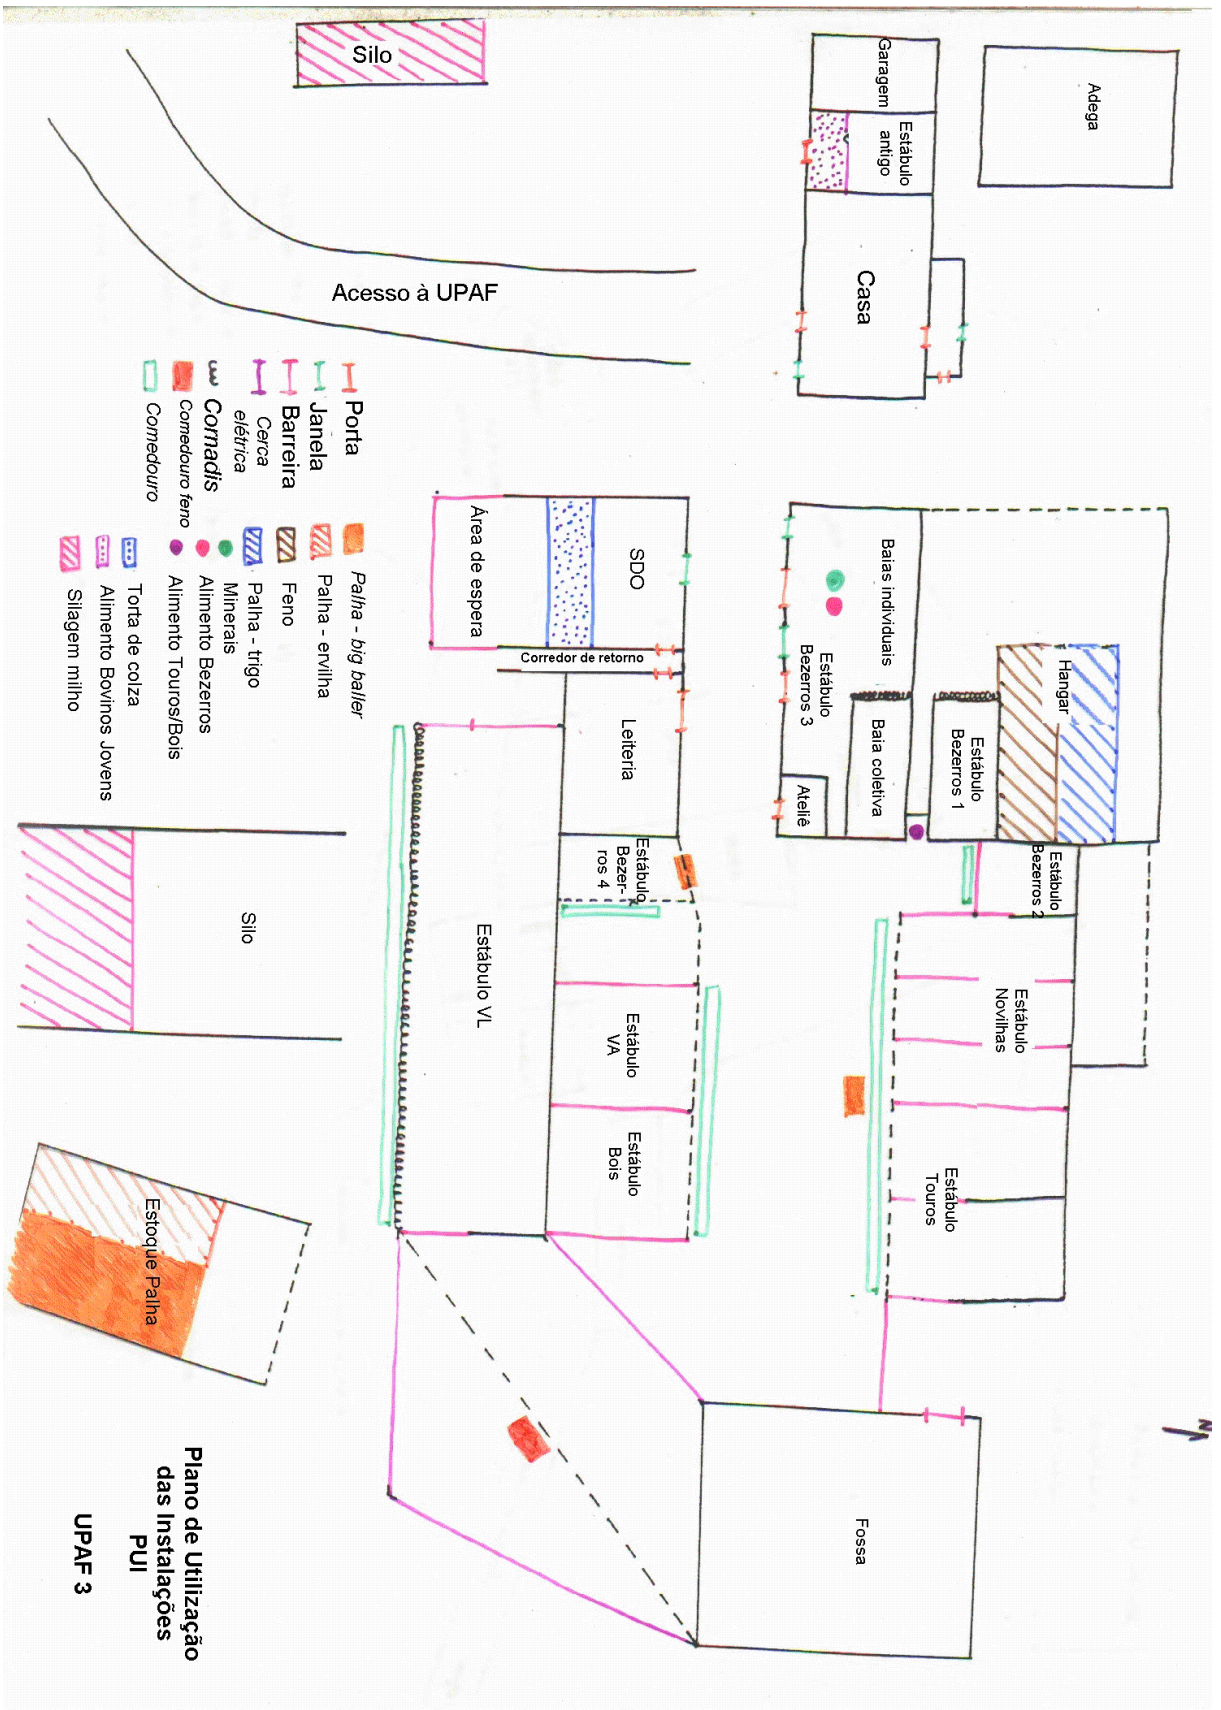 Silo
Garagem
Estábulo
antigo
Adega
Casa
Acesso à UPAF
Porta
Janela
Barreira
Cerca
elétrica
Cornadis
Comedouro feno
Comedouro
Palha - big baller
Palha - ervilha
Feno
Palha - trigo
Minerais
Alimento Bezerros
Alimento Touros/Bois
Torta de colza
Alimento Bovinos Jovens
Silagem milho
Área de espera
SDO
Corredor de retorno
Leiteria
Baias individuais
Estábulo
Bezerros 3
Baia coletiva
Ateliê
Estábulo
Bezerros 1
Hangar
Estábulo
Bezerros 2
Estábulo
Bezer-
ros 4
Estábulo VL
Estábulo
VA
Estábulo
Bois
Estábulo
Novilhas
Estábulo
Touros
Silo
Estoque Palha
Fossa
N
Plano de Utilização
das Instalações
PUI
UPAF 3